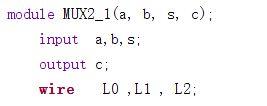 module MUX2_1(a, b, s, c);
input a,b,s;
output c;
wire L0 ,L1 , L2;